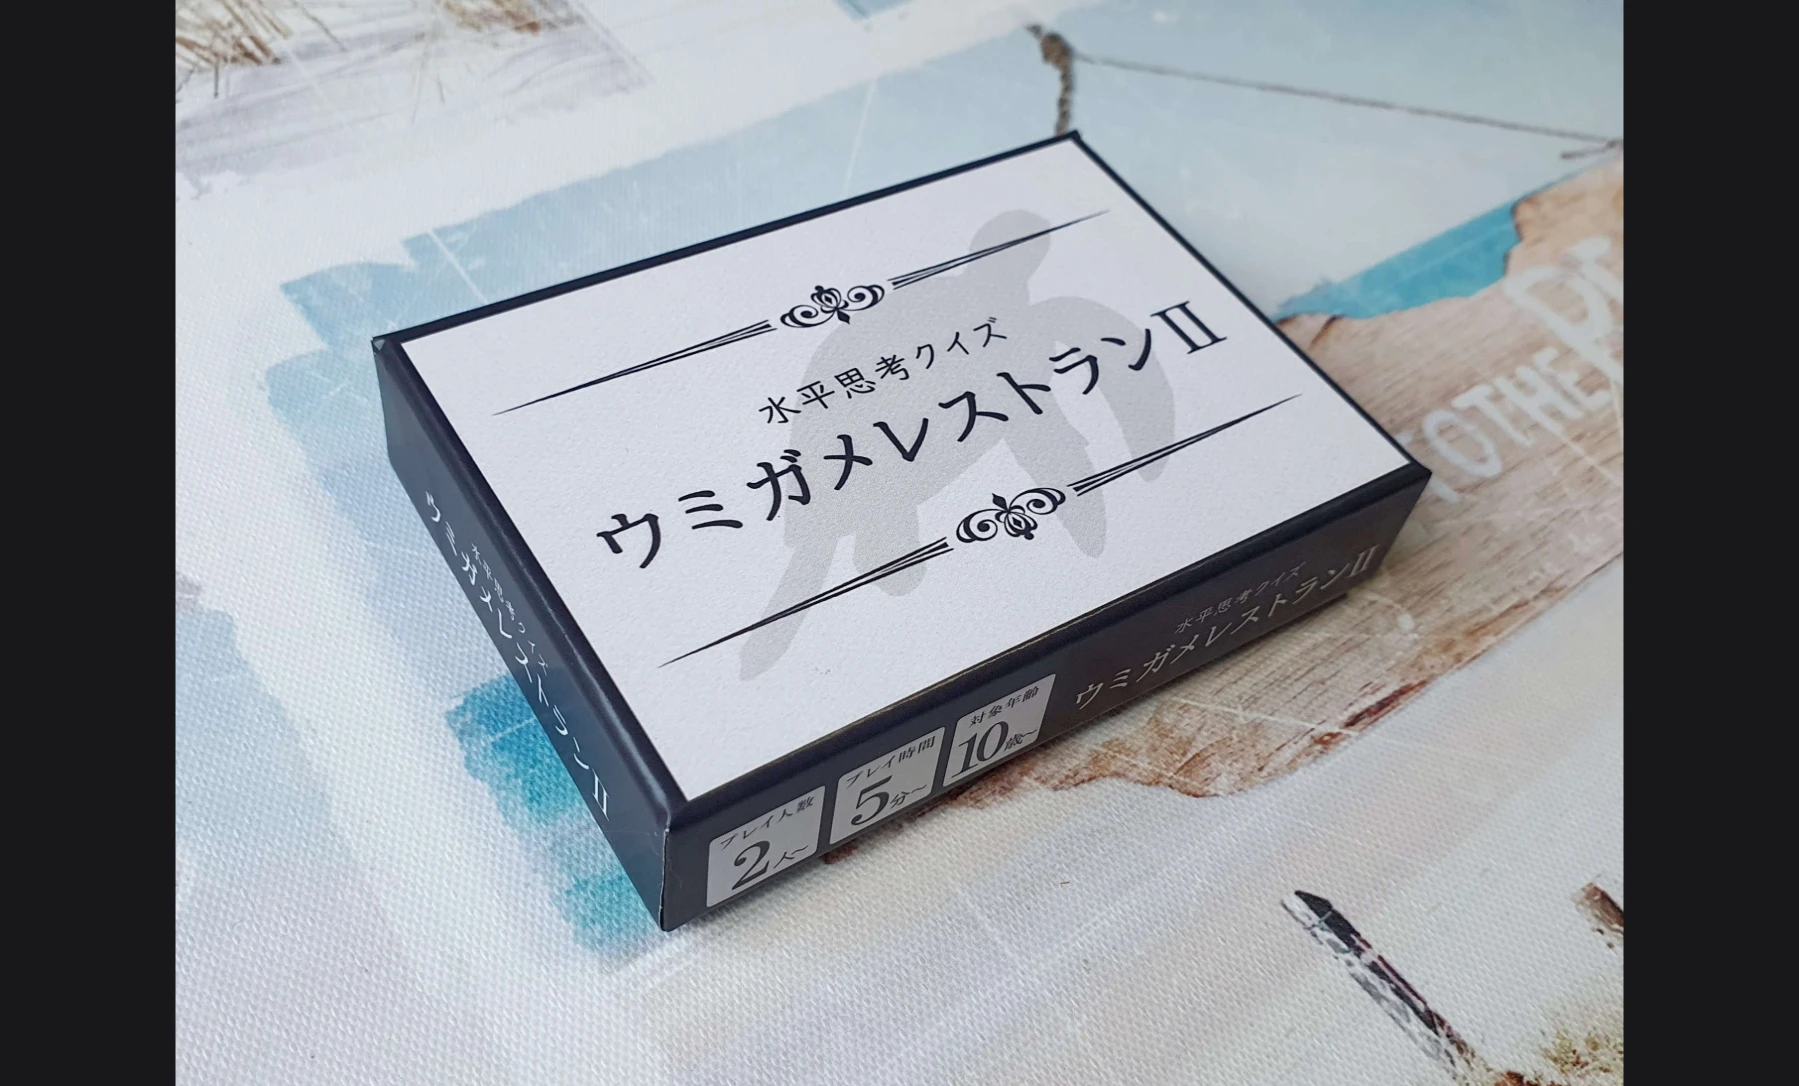 水平思考クイズ
ウミガメレストランII
水平思考クイズ
ウミガメレストランII
プレイ人数
2人~
プレイ時間
5分~
対象年齢
10歳~
水平思考クイズ
ウミガメレストランII
TOTHE